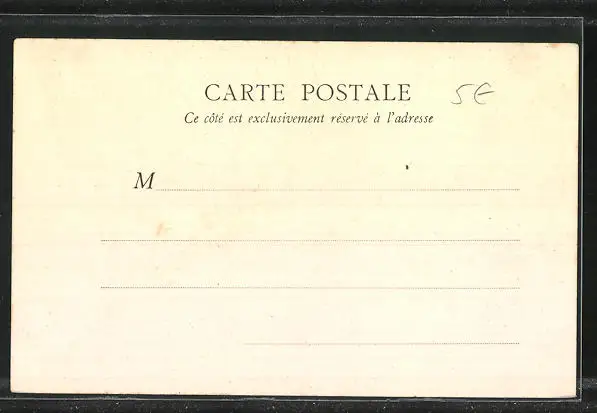 CARTE POSTALE
5€
Ce côté est exclusivement réservé à l'adresse
M